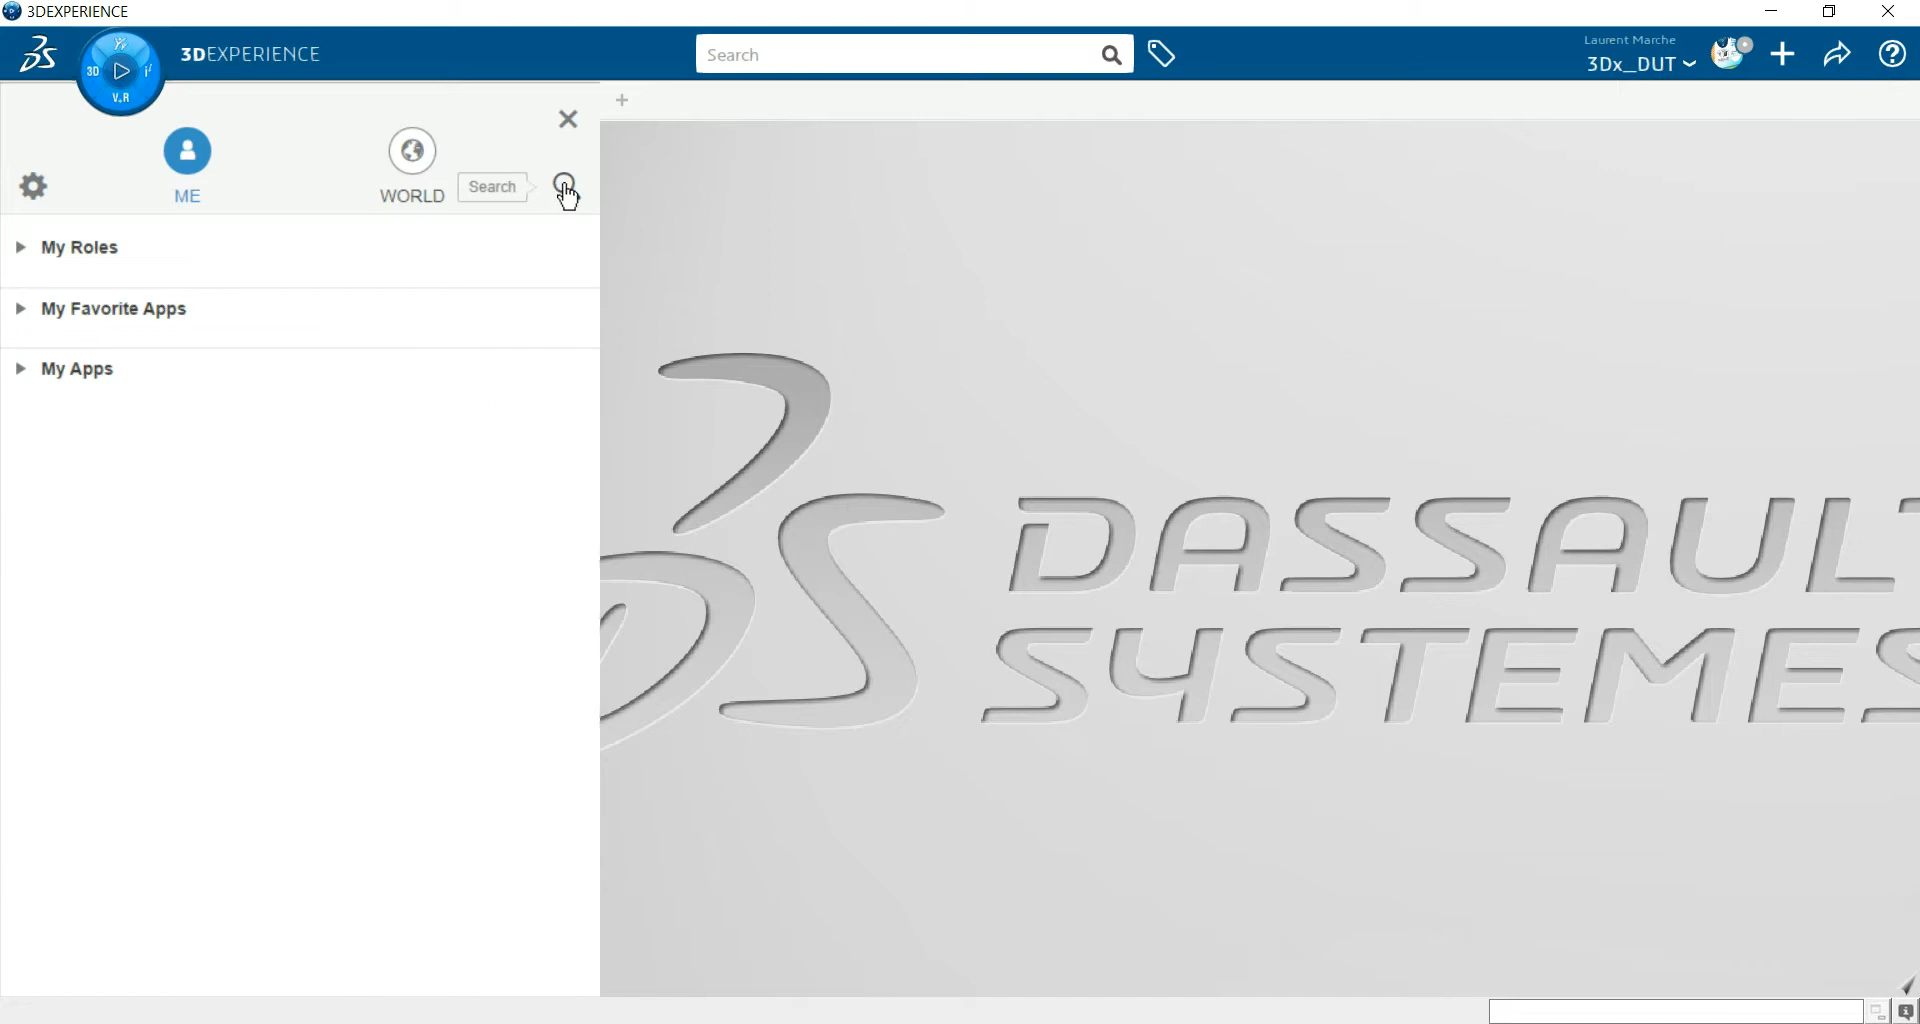 3DEXPERIENCE
3DEXPERIENCE
3D
V.R
Search
Laurent Marche
3Dx_DUT
ME
WORLD
Search
My Roles
My Favorite Apps
My Apps
DASSAULT
SYSTEMES